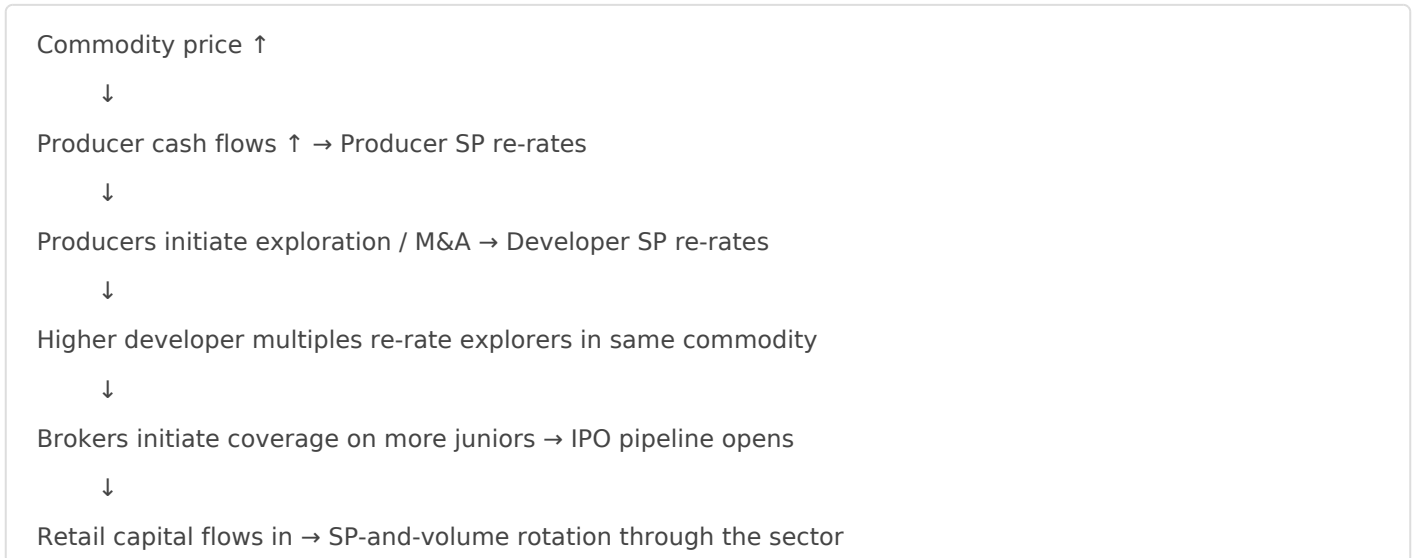 Commodity price ↑
↓
Producer cash flows ↑ → Producer SP re-rates
↓
Producers initiate exploration / M&A → Developer SP re-rates
↓
Higher developer multiples re-rate explorers in same commodity
↓
Brokers initiate coverage on more juniors → IPO pipeline opens
↓
Retail capital flows in → SP-and-volume rotation through the sector